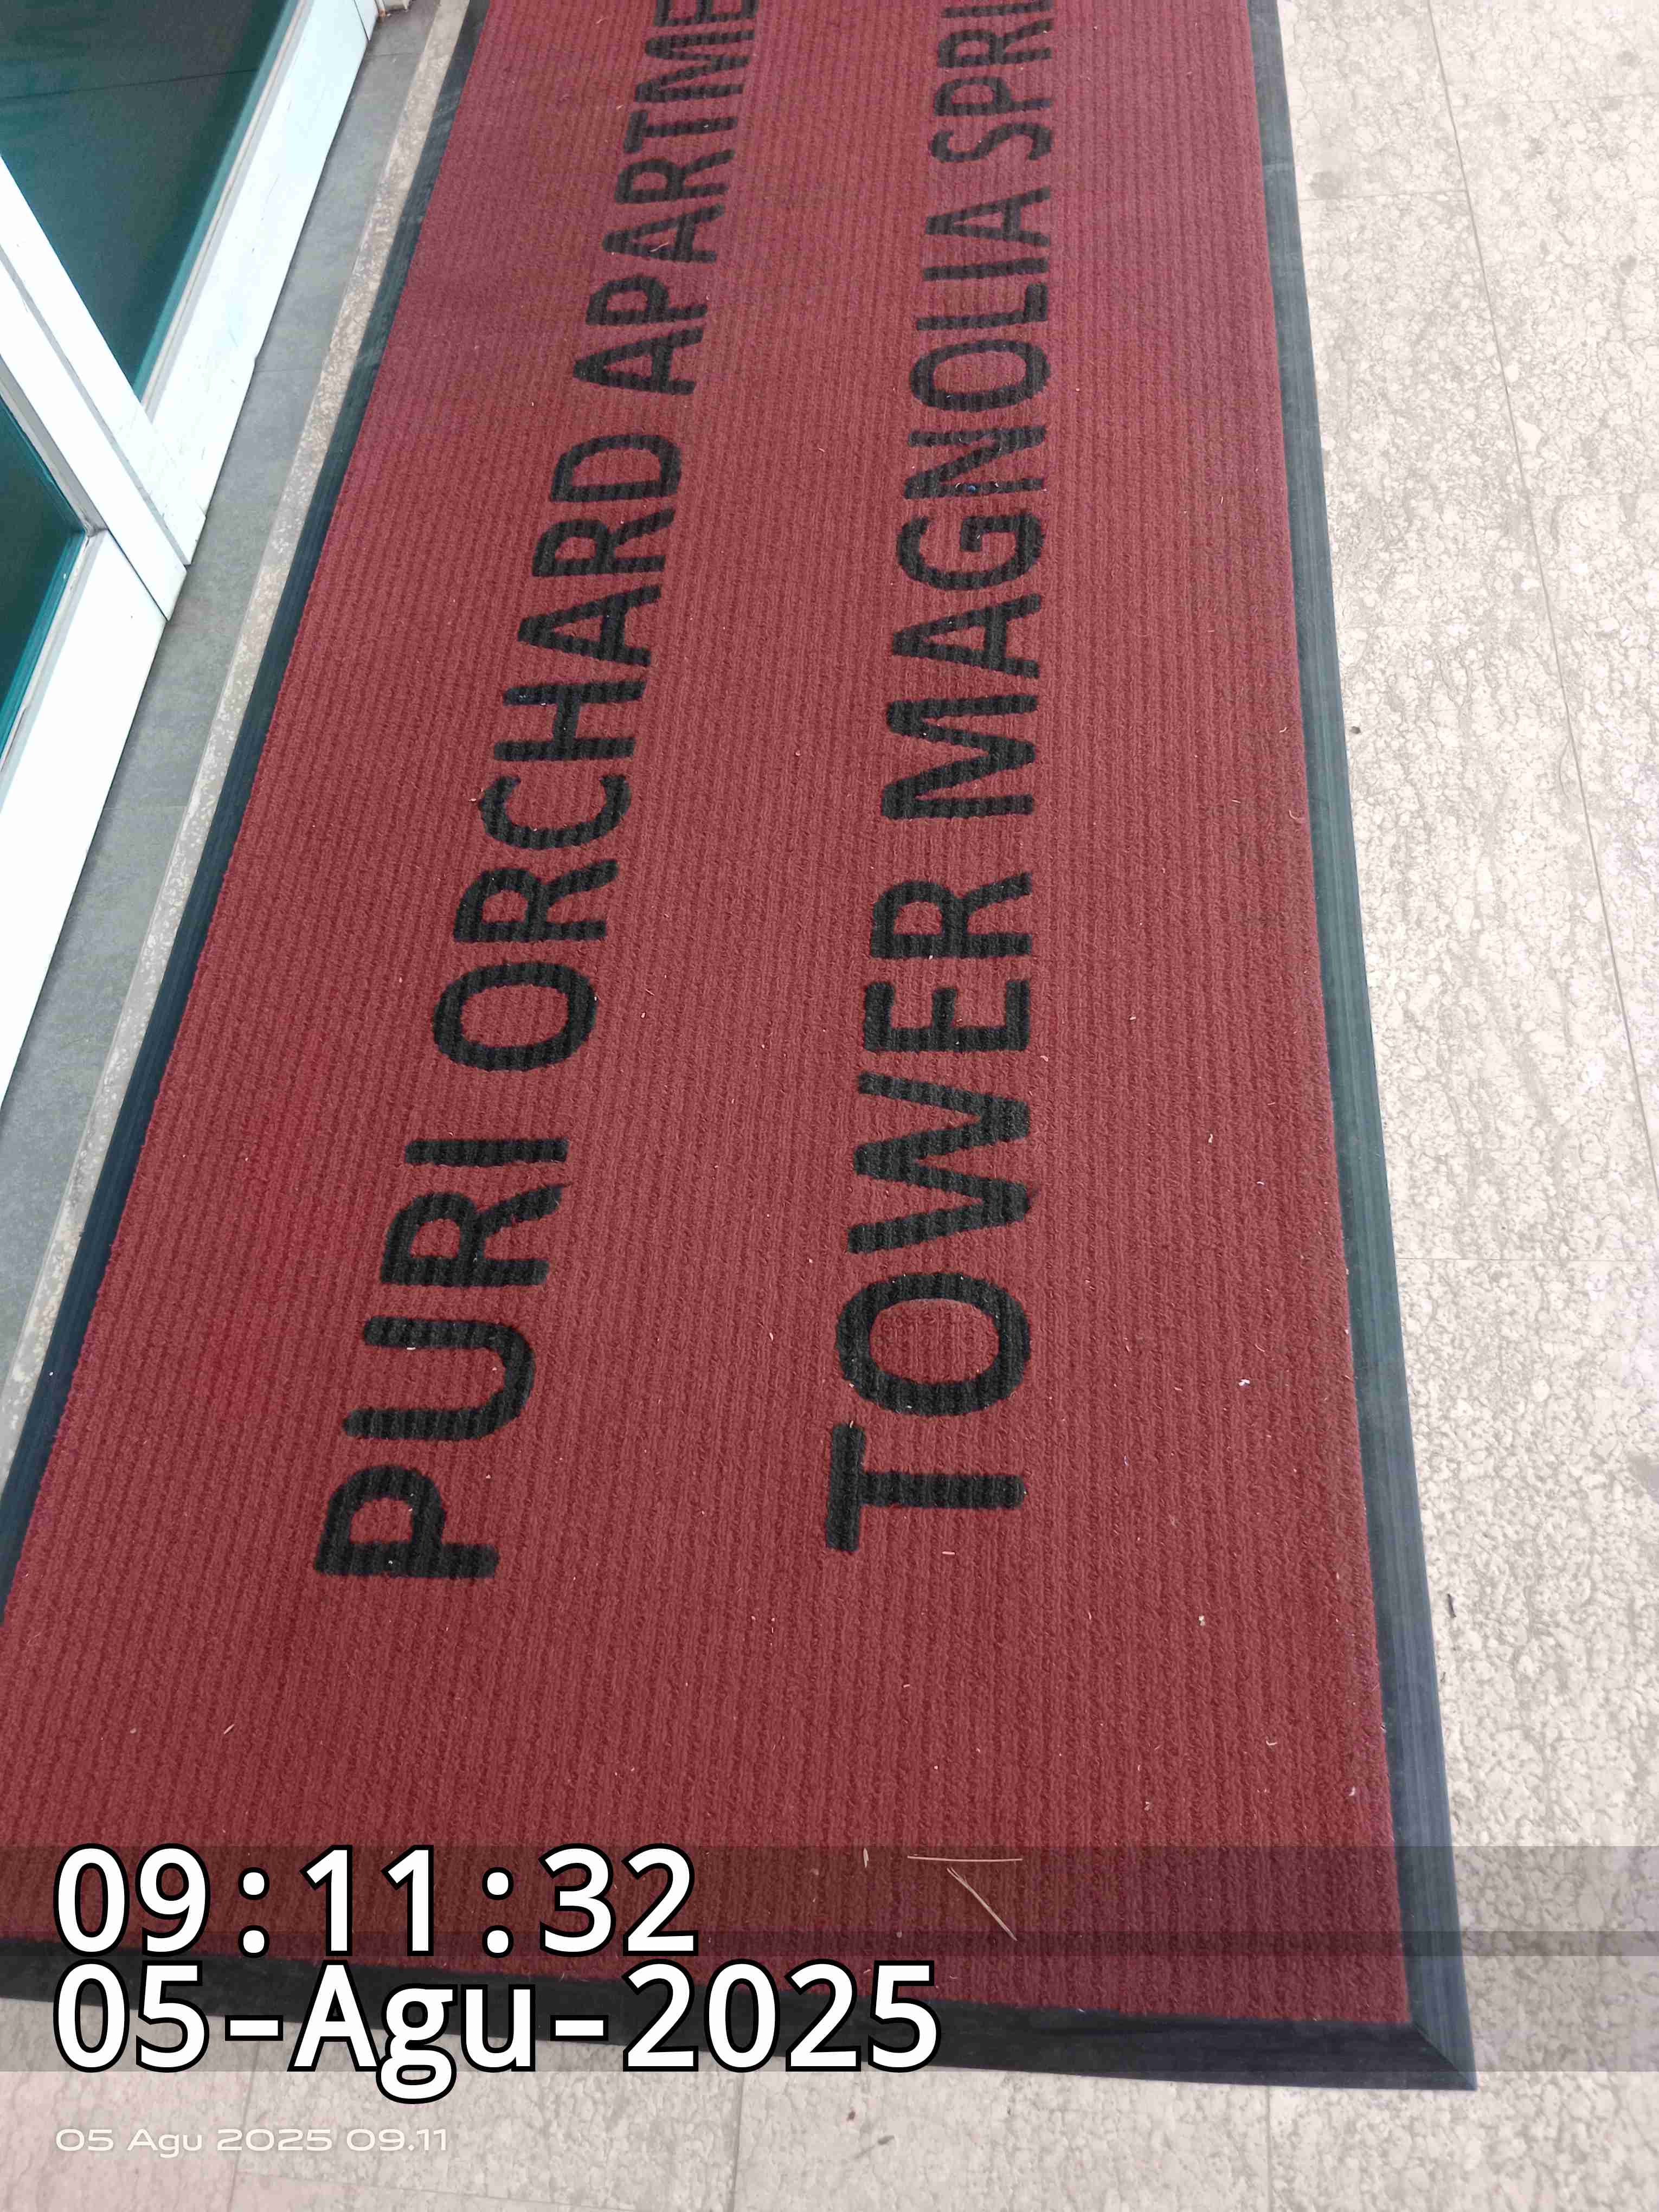 PURI ORCHARD APARTME
TOWER MAGNOLIA SPRI
09:11:32
05-Agu-2025
05 Agu 2025 09.11